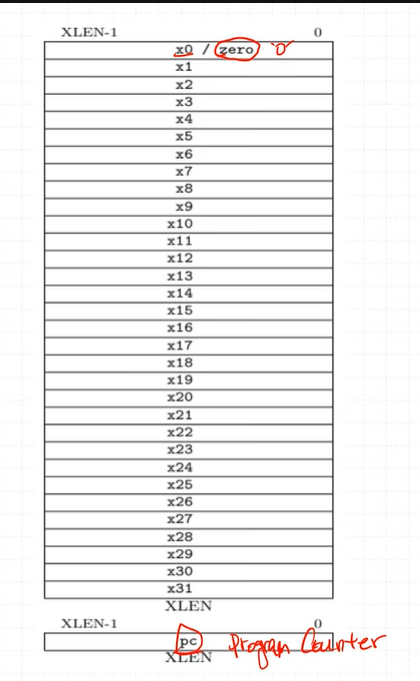 XLEN-1 0
x0 / zero '0'
x1
x2
x3
x4
x5
x6
x7
x8
x9
x10
x11
x12
x13
x14
x15
x16
x17
x18
x19
x20
x21
x22
x23
x24
x25
x26
x27
x28
x29
x30
x31
XLEN
XLEN-1 0
pc Program Counter
XLEN